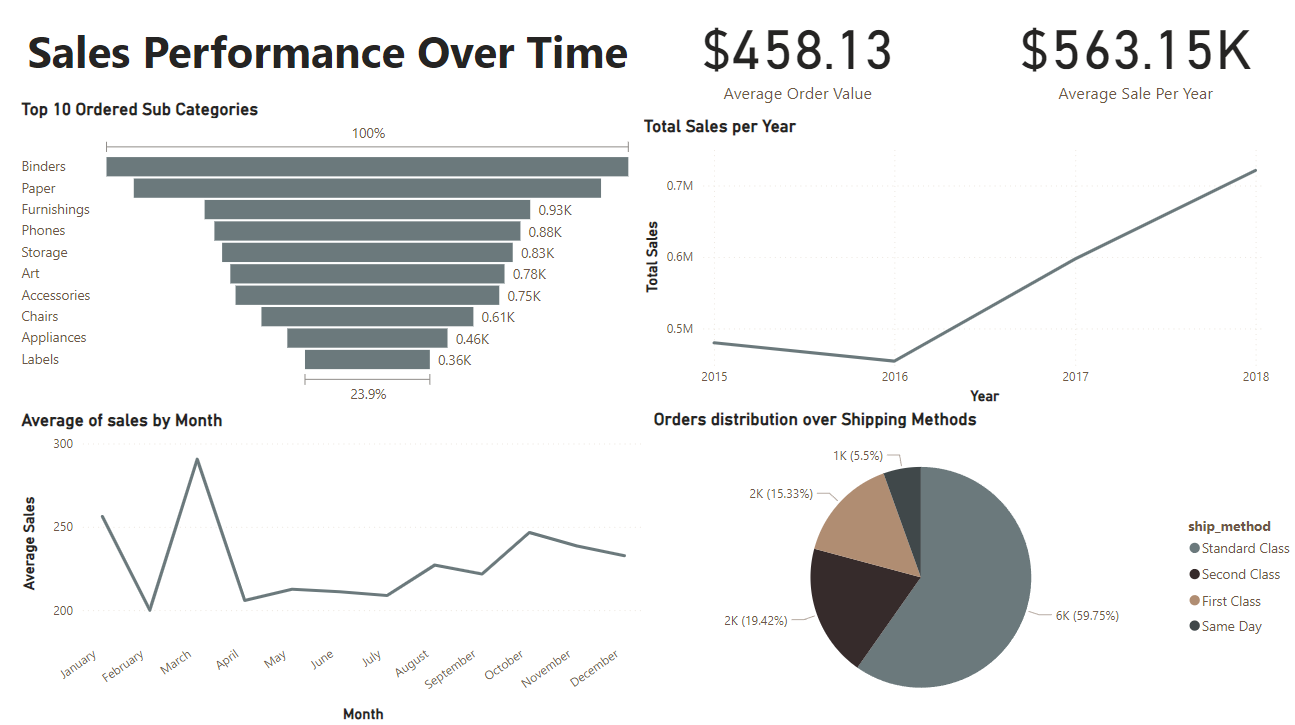 Sales Performance Over Time
$458.13
Average Order Value
$563.15K
Average Sale Per Year
Top 10 Ordered Sub Categories
100%
Binders
Paper
Furnishings 0.93K
Phones 0.88K
Storage 0.83K
Art 0.78K
Accessories 0.75K
Chairs 0.61K
Appliances 0.46K
Labels 0.36K
23.9%
Total Sales per Year
Total Sales
0.7M
0.6M
0.5M
2015 2016 2017 2018
Year
Average of sales by Month
Average Sales
300
250
200
January February March April May June July August September October November December
Month
Orders distribution over Shipping Methods
1K (5.5%)
2K (15.33%)
2K (19.42%)
6K (59.75%)
ship_method
Standard Class
Second Class
First Class
Same Day